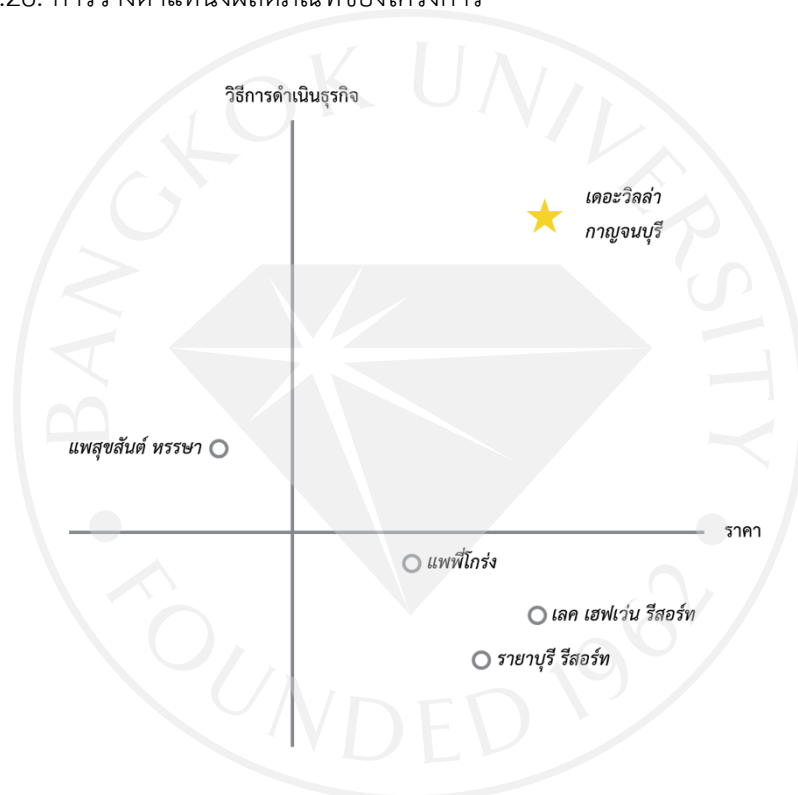 วิธีการดำเนินธุรกิจ
เดอะวิลล่า
กาญจนบุรี
แพสุขสันต์ หรรษา
ราคา
แพพี่โกร่ง
เลค เฮฟเว่น รีสอร์ท
รายาบุรี รีสอร์ท
BANGKOK UNIVERSITY
FOUNDED 1962